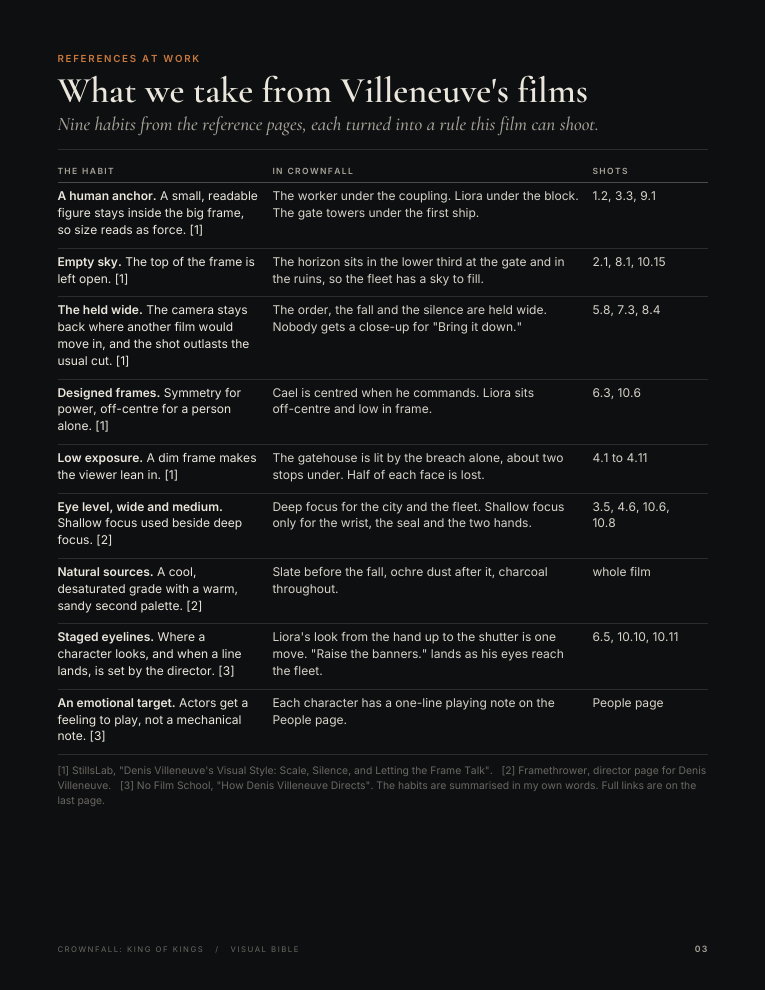 REFERENCES AT WORK
What we take from Villeneuve's films
Nine habits from the reference pages, each turned into a rule this film can shoot.
THE HABIT IN CROWNFALL SHOTS
A human anchor. A small, readable
figure stays inside the big frame,
so size reads as force. [1]
The worker under the coupling. Liora under the block.
The gate towers under the first ship.
1.2, 3.3, 9.1
Empty sky. The top of the frame is
left open. [1]
The horizon sits in the lower third at the gate and in
the ruins, so the fleet has a sky to fill.
2.1, 8.1, 10.15
The held wide. The camera stays
back where another film would
move in, and the shot outlasts the
usual cut. [1]
The order, the fall and the silence are held wide.
Nobody gets a close-up for "Bring it down."
5.8, 7.3, 8.4
Designed frames. Symmetry for
power, off-centre for a person
alone. [1]
Cael is centred when he commands. Liora sits
off-centre and low in frame.
6.3, 10.6
Low exposure. A dim frame makes
the viewer lean in. [1]
The gatehouse is lit by the breach alone, about two
stops under. Half of each face is lost.
4.1 to 4.11
Eye level, wide and medium.
Shallow focus used beside deep
focus. [2]
Deep focus for the city and the fleet. Shallow focus
only for the wrist, the seal and the two hands.
3.5, 4.6, 10.6,
10.8
Natural sources. A cool,
desaturated grade with a warm,
sandy second palette. [2]
Slate before the fall, ochre dust after it, charcoal
throughout.
whole film
Staged eyelines. Where a
character looks, and when a line
lands, is set by the director. [3]
Liora's look from the hand up to the shutter is one
move. "Raise the banners." lands as his eyes reach
the fleet.
6.5, 10.10, 10.11
An emotional target. Actors get a
feeling to play, not a mechanical
note. [3]
Each character has a one-line playing note on the
People page.
People page
[1] StillsLab, "Denis Villeneuve's Visual Style: Scale, Silence, and Letting the Frame Talk". [2] Framethrower, director page for Denis
Villeneuve. [3] No Film School, "How Denis Villeneuve Directs". The habits are summarised in my own words. Full links are on the
last page.
CROWNFALL: KING OF KINGS / VISUAL BIBLE 03